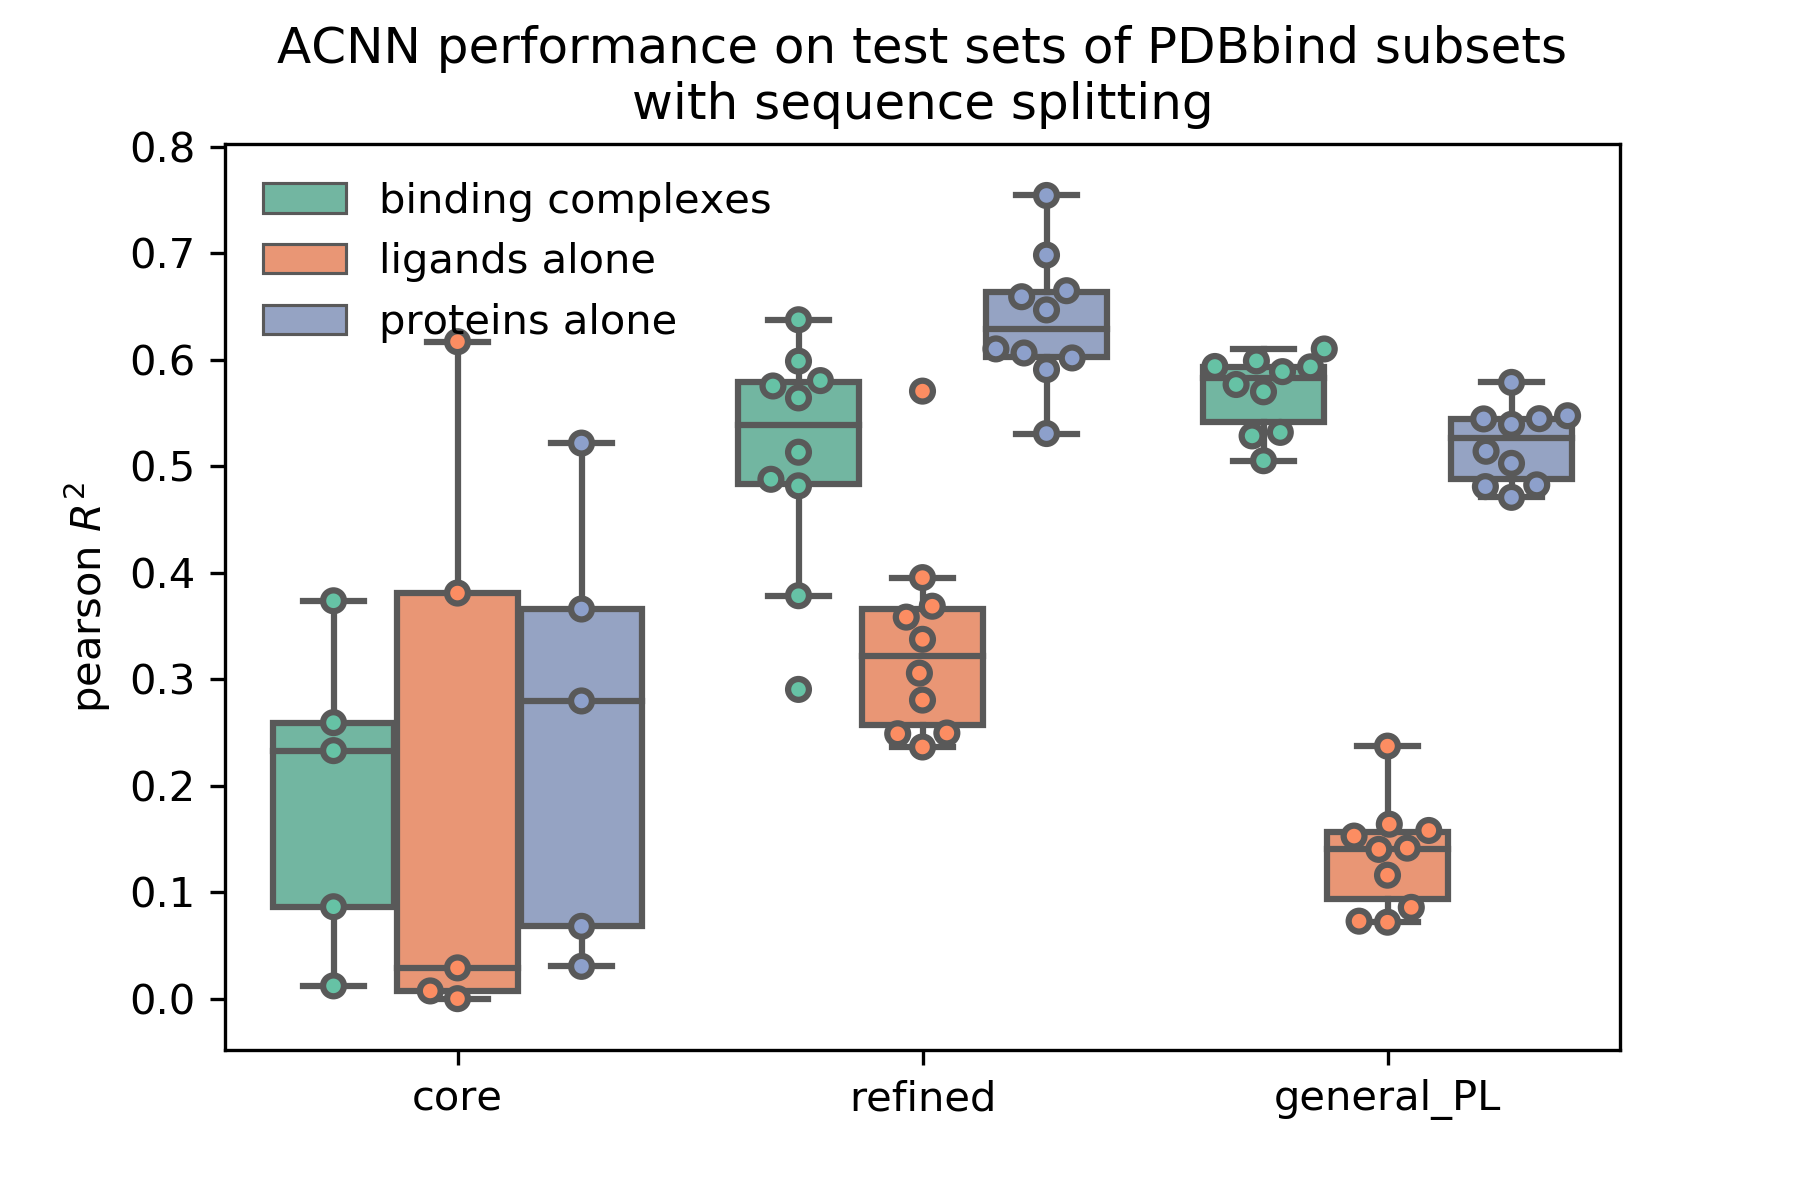 ACNN performance on test sets of PDBbind subsets
with sequence splitting
0.8
0.7
0.6
0.5
0.4
0.3
0.2
0.1
0.0
pearson R²
binding complexes
ligands alone
proteins alone
core
refined
general_PL